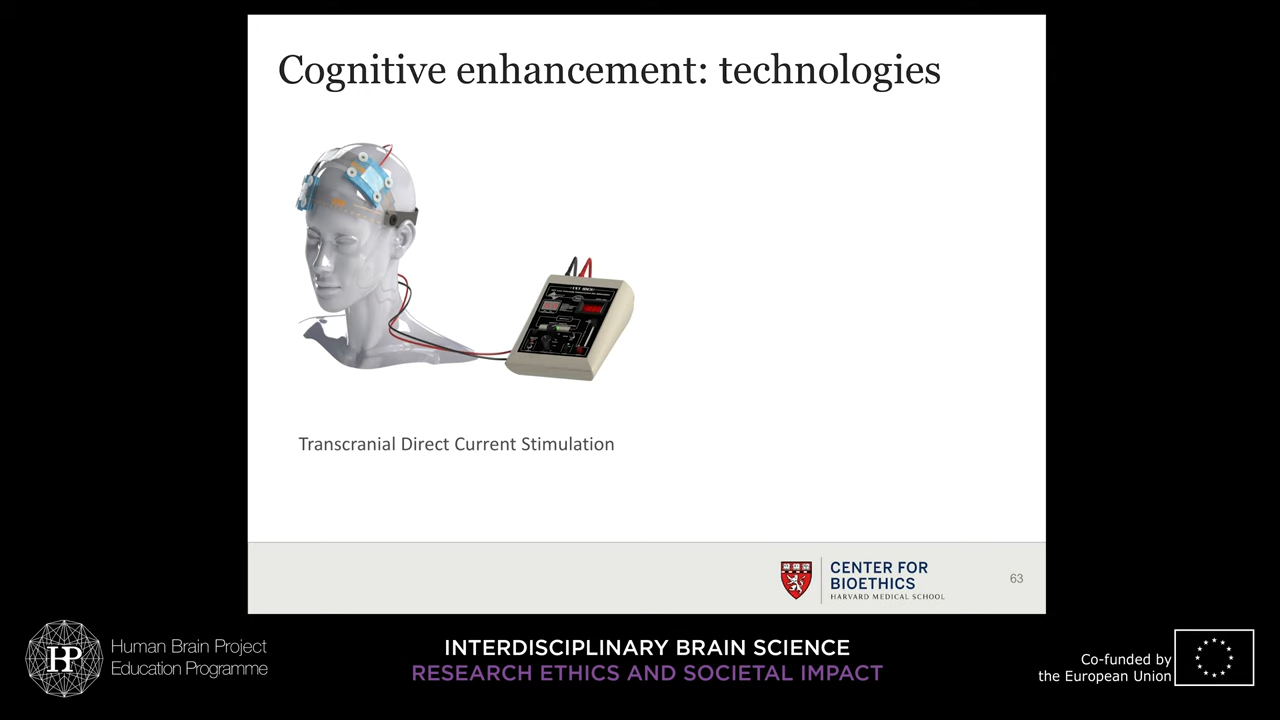 Cognitive enhancement: technologies
Transcranial Direct Current Stimulation
CENTER FOR
BIOETHICS
HARVARD MEDICAL SCHOOL
63
HP
Human Brain Project
Education Programme
INTERDISCIPLINARY BRAIN SCIENCE
RESEARCH ETHICS AND SOCIETAL IMPACT
Co-funded by
the European Union